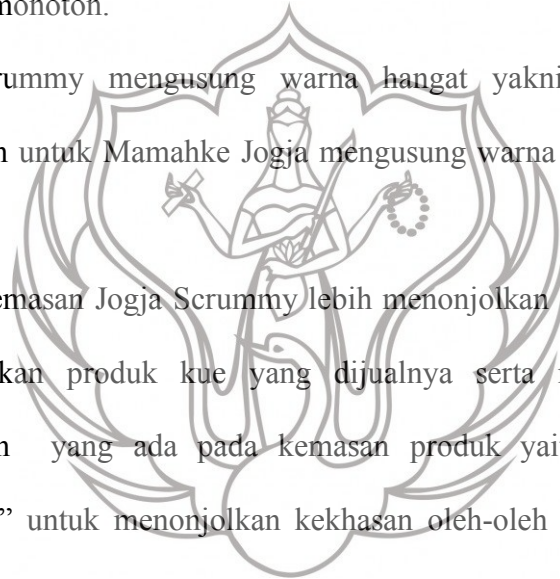 monoton.
rummy mengusung warna hangat yakni
untuk Mamahke Jogja mengusung warna
emasan Jogja Scrummy lebih menonjolkan
kan produk kue yang dijualnya serta
yang ada pada kemasan produk yai
” untuk menonjolkan kekhasan oleh-oleh